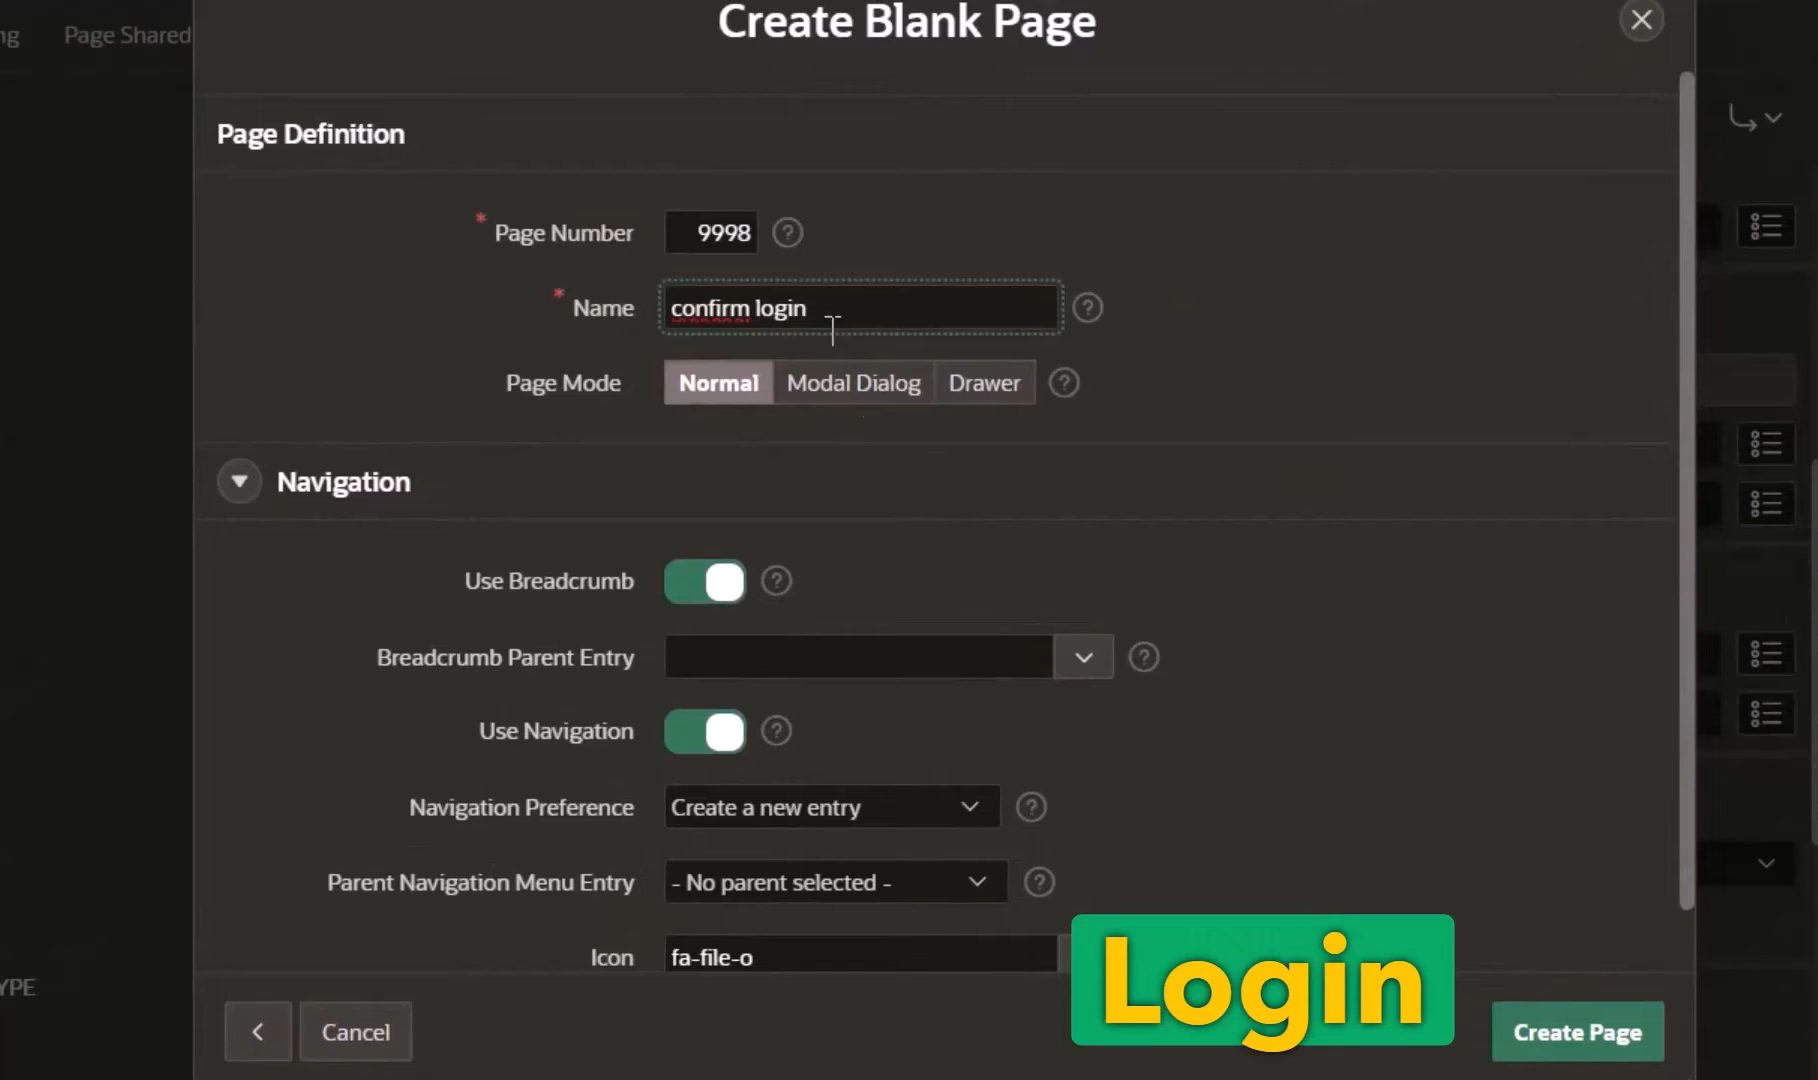 Create Blank Page
ng
Page Shared
Page Definition
* Page Number 9998 ?
* Name confirm login ?
Page Mode Normal Modal Dialog Drawer ?
Navigation
Use Breadcrumb ?
Breadcrumb Parent Entry ?
Use Navigation ?
Navigation Preference Create a new entry ?
Parent Navigation Menu Entry - No parent selected - ?
Icon fa-file-o
YPE
Login
Cancel
Create Page